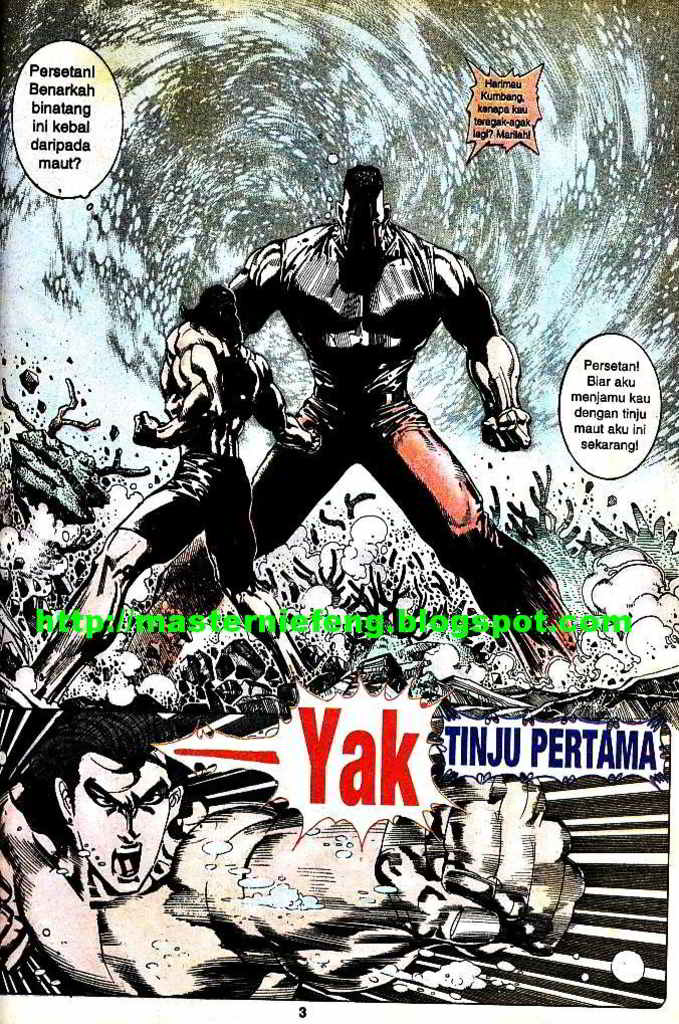 Persetan!
Benarkah
binatang
ini kebal
daripada
maut?
Harimau
Kumbang,
kenapa kau
teragak-agak
lagi? Marilah!
Persetan!
Biar aku
menjamu kau
dengan tinju
maut aku ini
sekarang!
http://masterniefeng.blogspot.com
Yak
TINJU PERTAMA
3